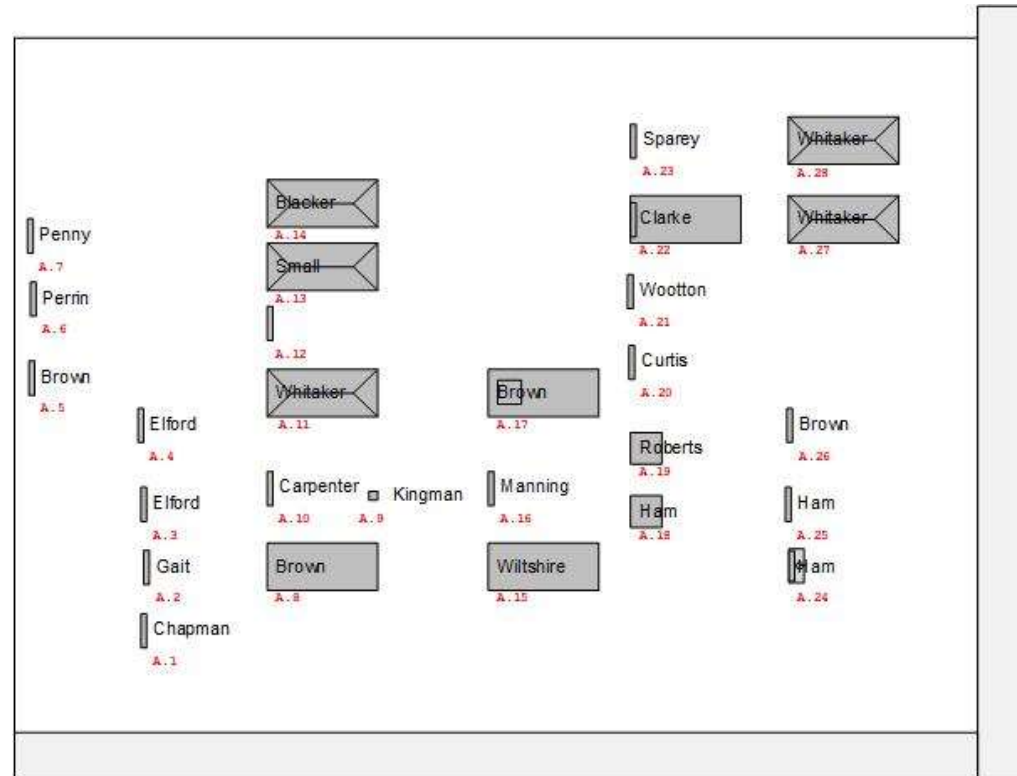 Sparey
A.23
Whitaker
A.28
Blacker
A.14
Clarke
A.22
Whitaker
A.27
Penny
A.7
Small
A.13
Perrin
A.6
Wootton
A.21
A.12
Brown
A.5
Whitaker
A.11
Brown
A.17
Curtis
A.20
Elford
A.4
Roberts
A.19
Brown
A.26
Elford
A.3
Carpenter
A.10
Kingman
A.9
Manning
A.16
Ham
A.18
Ham
A.25
Gait
A.2
Brown
A.8
Wiltshire
A.15
Ham
A.24
Chapman
A.1